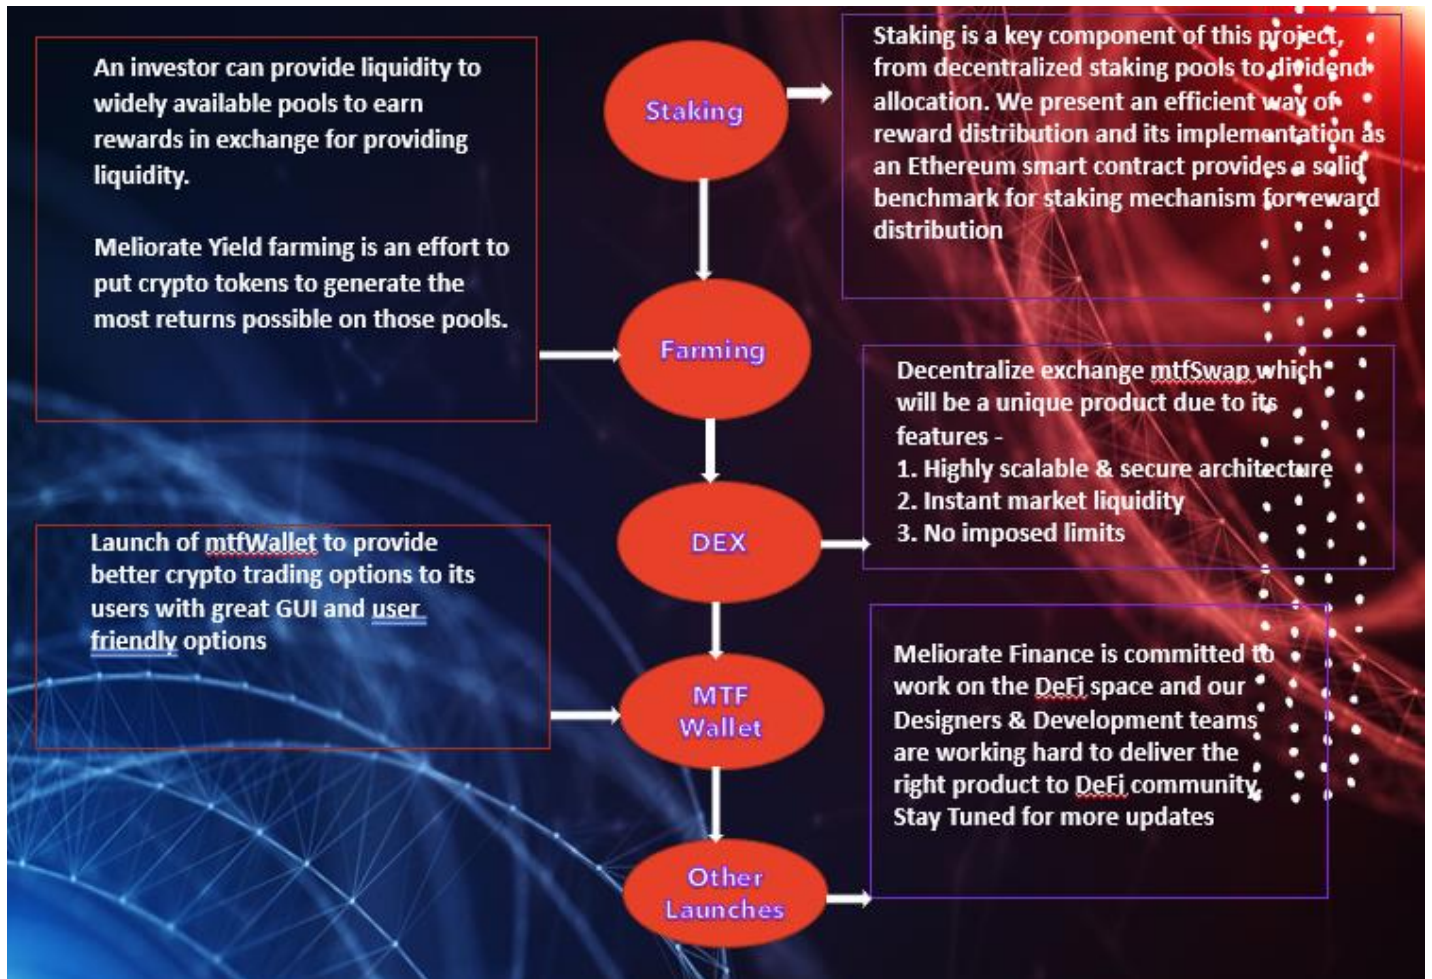 Staking
Staking is a key component of this project,
from decentralized staking pools to dividend
allocation. We present an efficient way of
reward distribution and its implementation as
an Ethereum smart contract provides a solid
benchmark for staking mechanism for reward
distribution
An investor can provide liquidity to
widely available pools to earn
rewards in exchange for providing
liquidity.
Meliorate Yield farming is an effort to
put crypto tokens to generate the
most returns possible on those pools.
Farming
DEX
Decentralize exchange mtfSwap which
will be a unique product due to its
features -
1. Highly scalable & secure architecture
2. Instant market liquidity
3. No imposed limits
Launch of mtfWallet to provide
better crypto trading options to its
users with great GUI and user
friendly options
MTF
Wallet
Other
Launches
Meliorate Finance is committed to
work on the DeFi space and our
Designers & Development teams
are working hard to deliver the
right product to DeFi community,
Stay Tuned for more updates